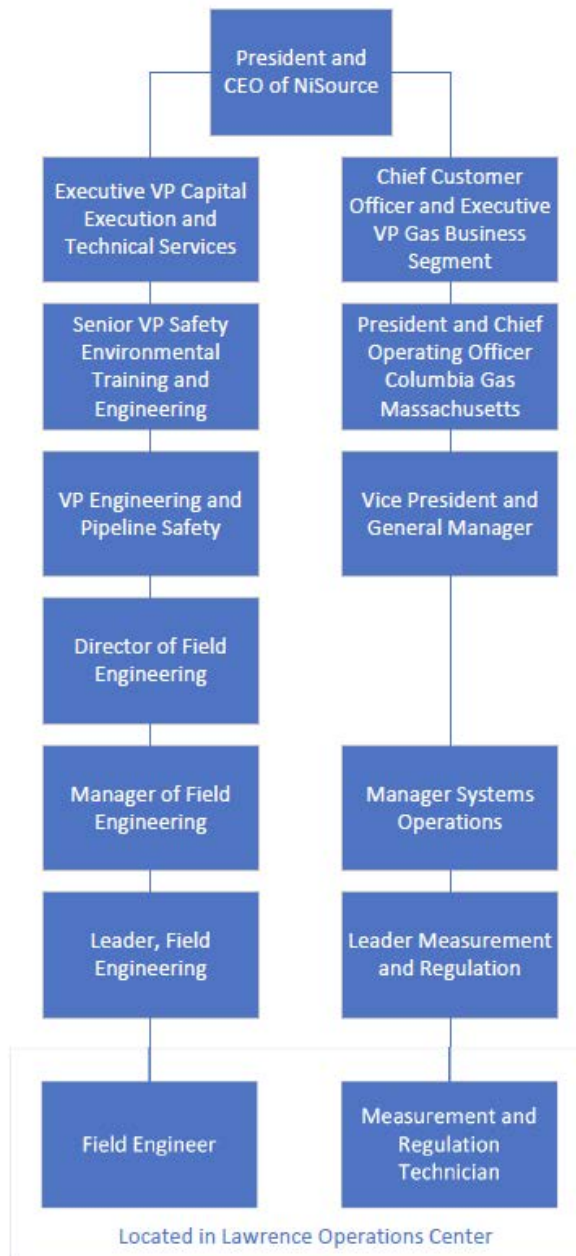 President and
CEO of NiSource
Executive VP Capital
Execution and
Technical Services
Chief Customer
Officer and Executive
VP Gas Business
Segment
Senior VP Safety
Environmental
Training and
Engineering
President and Chief
Operating Officer
Columbia Gas
Massachusetts
VP Engineering and
Pipeline Safety
Vice President and
General Manager
Director of Field
Engineering
Manager of Field
Engineering
Manager Systems
Operations
Leader, Field
Engineering
Leader Measurement
and Regulation
Field Engineer
Measurement and
Regulation
Technician
Located in Lawrence Operations Center